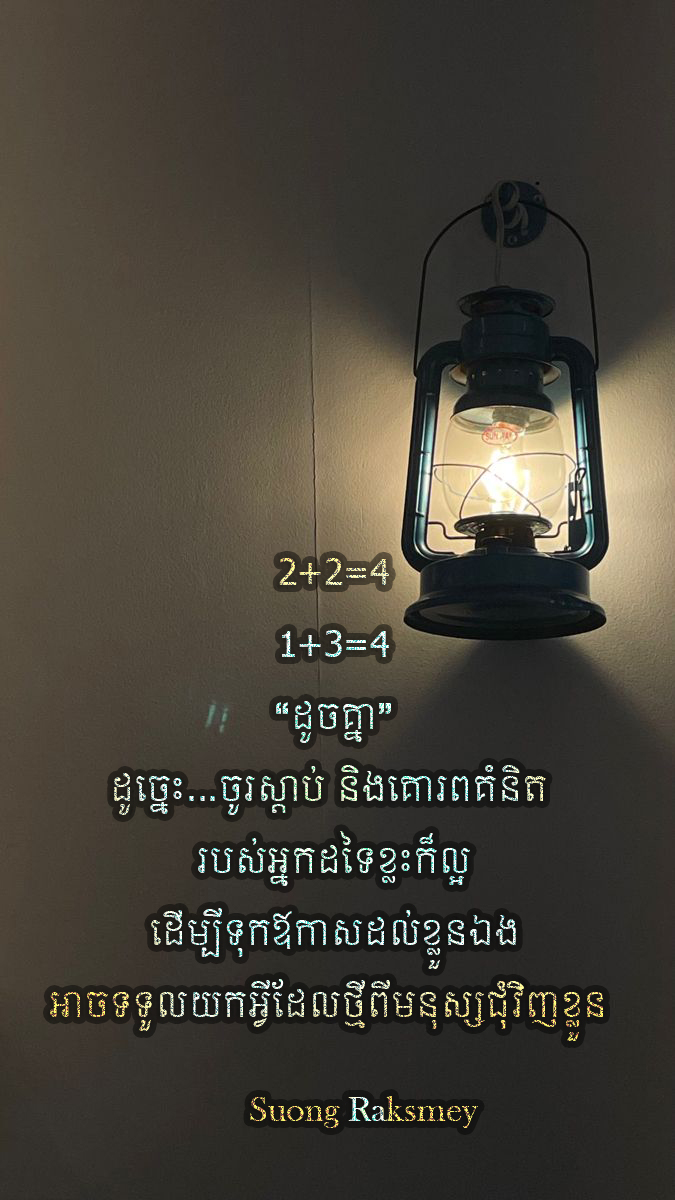 2+2=4
1+3=4
“ដូចគ្នា”
ដូច្នេះ...ចូរស្តាប់ និងគោរពគំនិត
របស់អ្នកដទៃខ្លះក៏ល្អ
ដើម្បីទុកឪកាសដល់ខ្លួនឯង
អាចទទួលយកអ្វីដែលថ្មីពីមនុស្សជុំវិញខ្លួន
Suong Raksmey